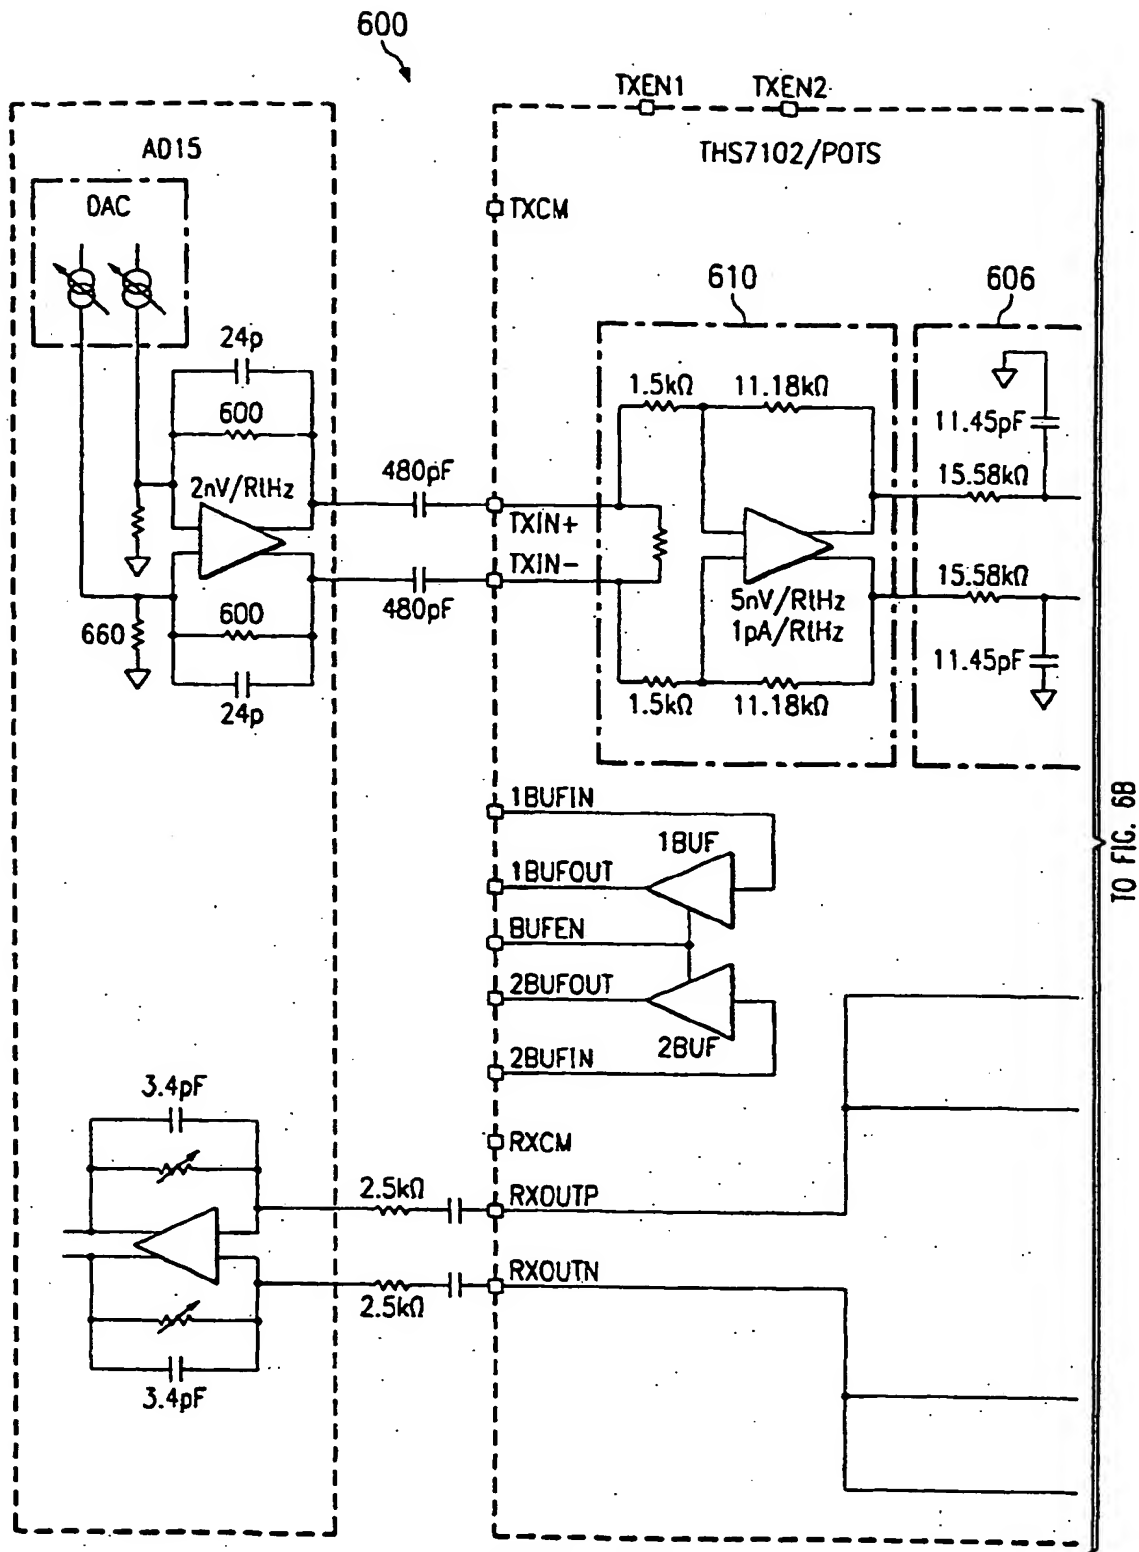 600
TXEN1
TXEN2
AD15
THS7102/POTS
DAC
TXCM
610
606
24p
600
1.5kΩ
11.18kΩ
11.45pF
2nV/RtHz
480pF
15.58kΩ
TXIN+
TXIN-
480pF
5nV/RtHz
1pA/RtHz
15.58kΩ
660
600
11.45pF
24p
1.5kΩ
11.18kΩ
1BUFIN
1BUF
1BUFOUT
BUFEN
2BUFOUT
2BUF
2BUFIN
TO FIG. 6B
3.4pF
RXCM
2.5kΩ
RXOUTP
RXOUTN
2.5kΩ
3.4pF